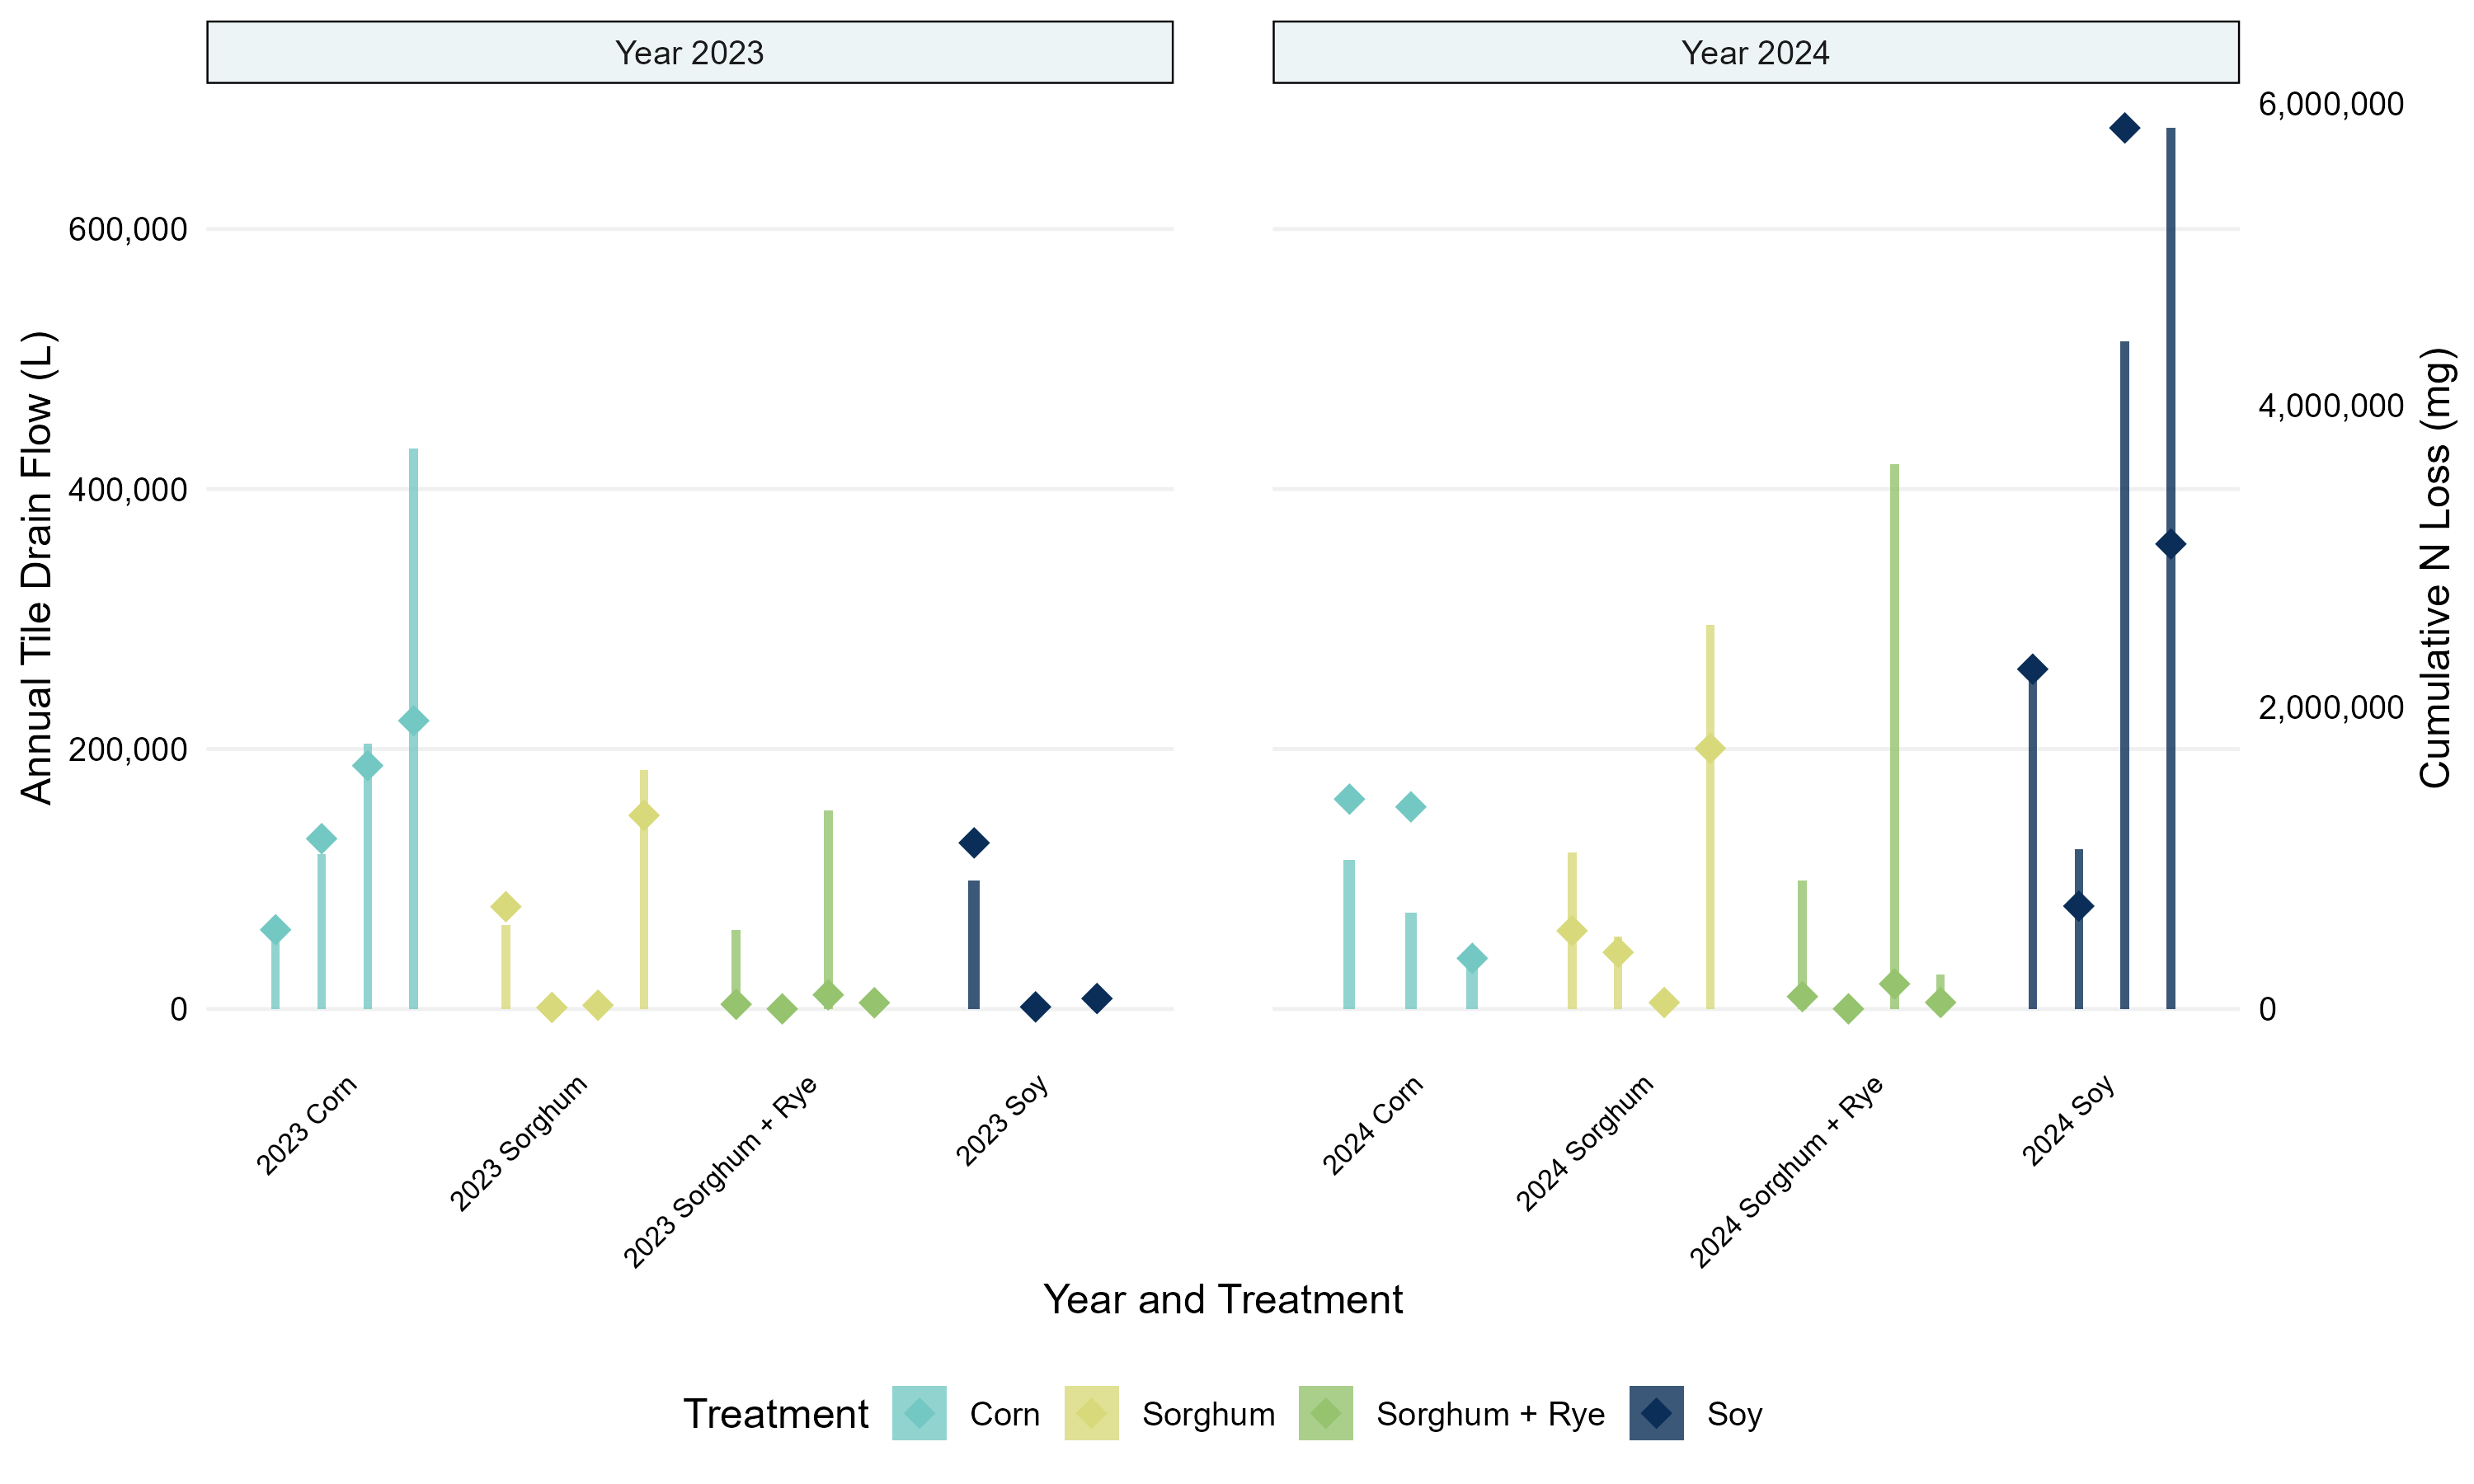 Year 2023
Year 2024
6,000,000
4,000,000
2,000,000
0
600,000
400,000
200,000
0
Annual Tile Drain Flow (L)
Cumulative N Loss (mg)
2023 Corn
2023 Sorghum
2023 Sorghum + Rye
2023 Soy
2024 Corn
2024 Sorghum
2024 Sorghum + Rye
2024 Soy
Year and Treatment
Treatment Corn Sorghum Sorghum + Rye Soy